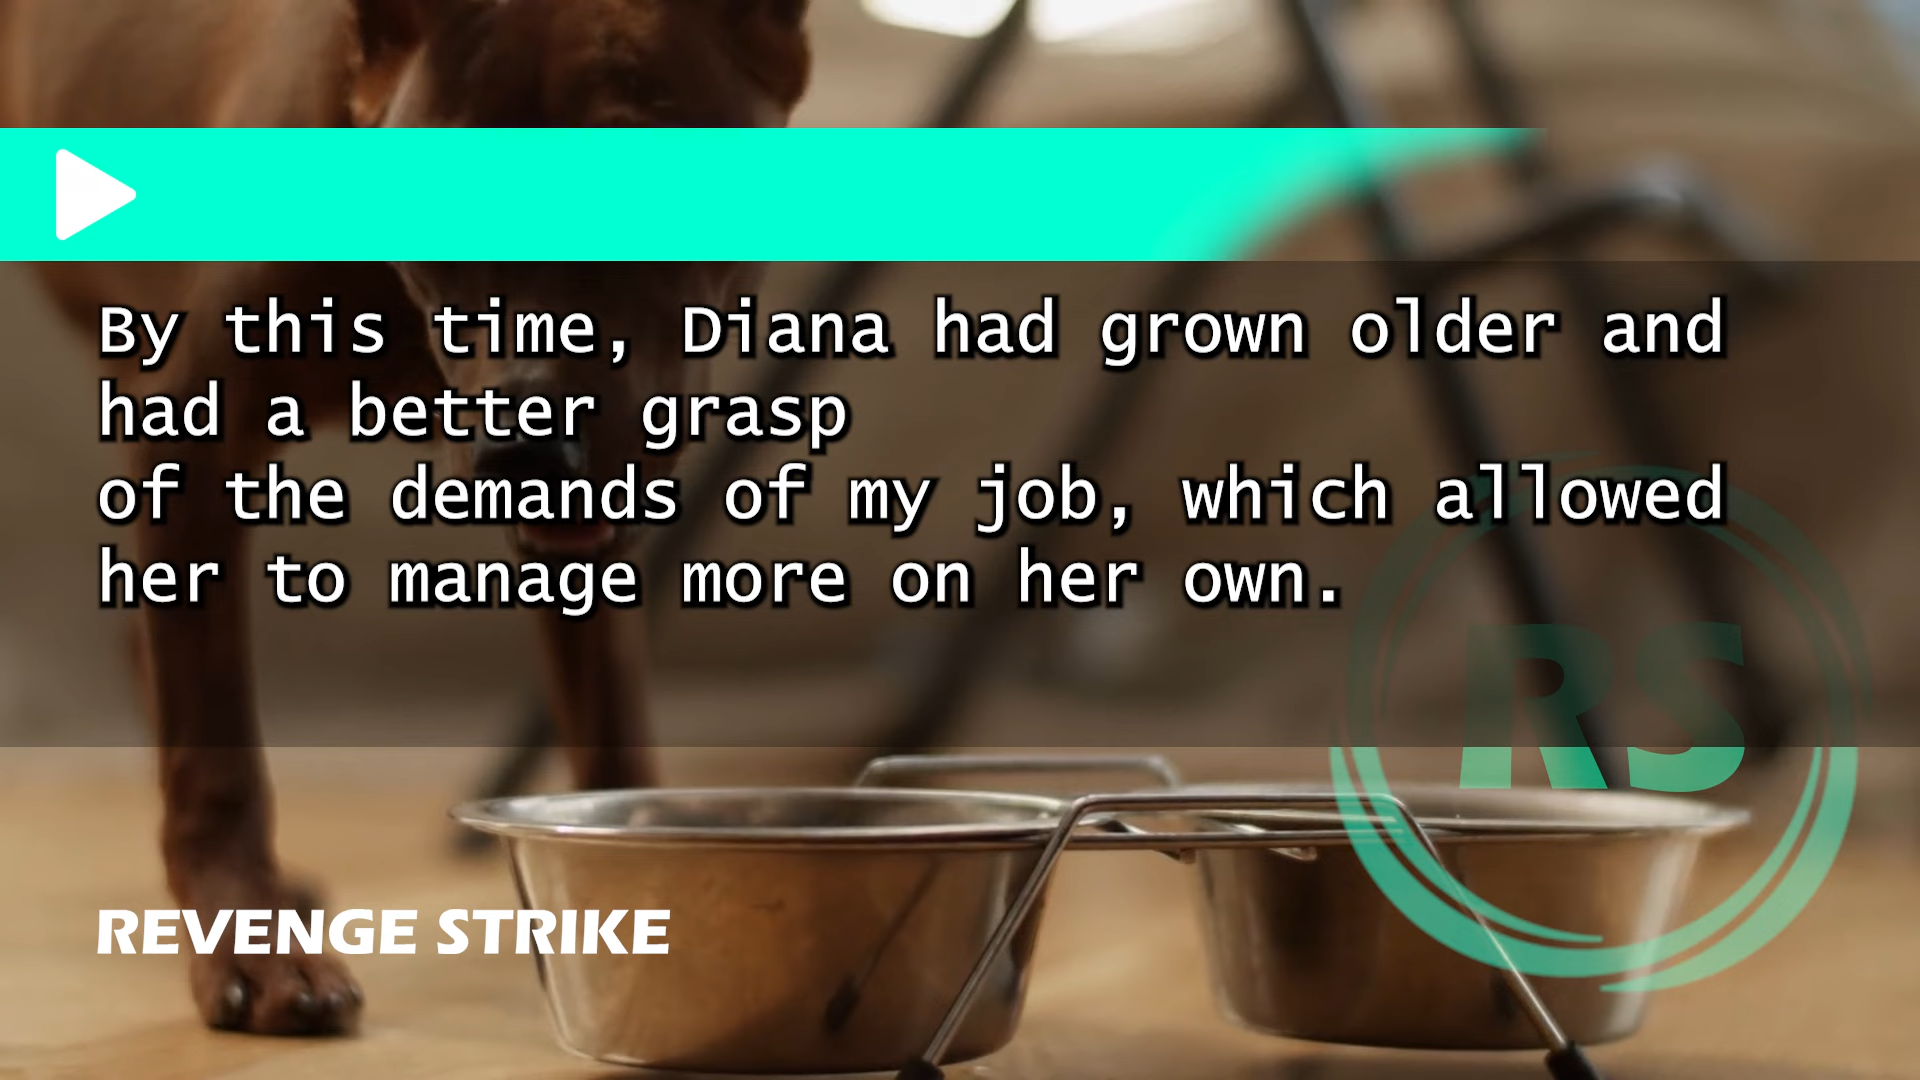 By this time, Diana had grown older and
had a better grasp
of the demands of my job, which allowed
her to manage more on her own.
RS
REVENGE STRIKE